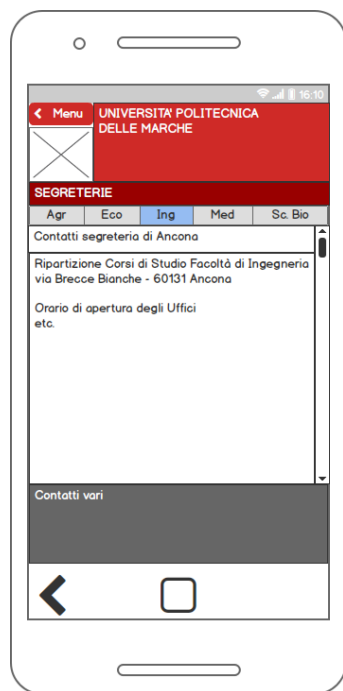 16:10
Menu
UNIVERSITA' POLITECNICA
DELLE MARCHE
SEGRETERIE
Agr Eco Ing Med Sc. Bio
Contatti segreteria di Ancona
Ripartizione Corsi di Studio Facoltà di Ingegneria
via Brecce Bianche - 60131 Ancona
Orario di apertura degli Uffici
etc.
Contatti vari